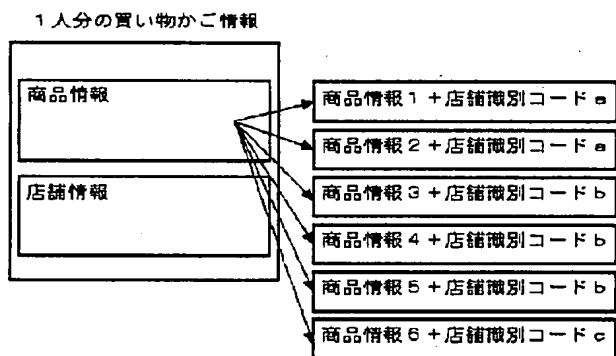 1人分の買い物かご情報
商品情報
店舗情報
商品情報1+店舗識別コードa
商品情報2+店舗識別コードa
商品情報3+店舗識別コードb
商品情報4+店舗識別コードb
商品情報5+店舗識別コードb
商品情報6+店舗識別コードc